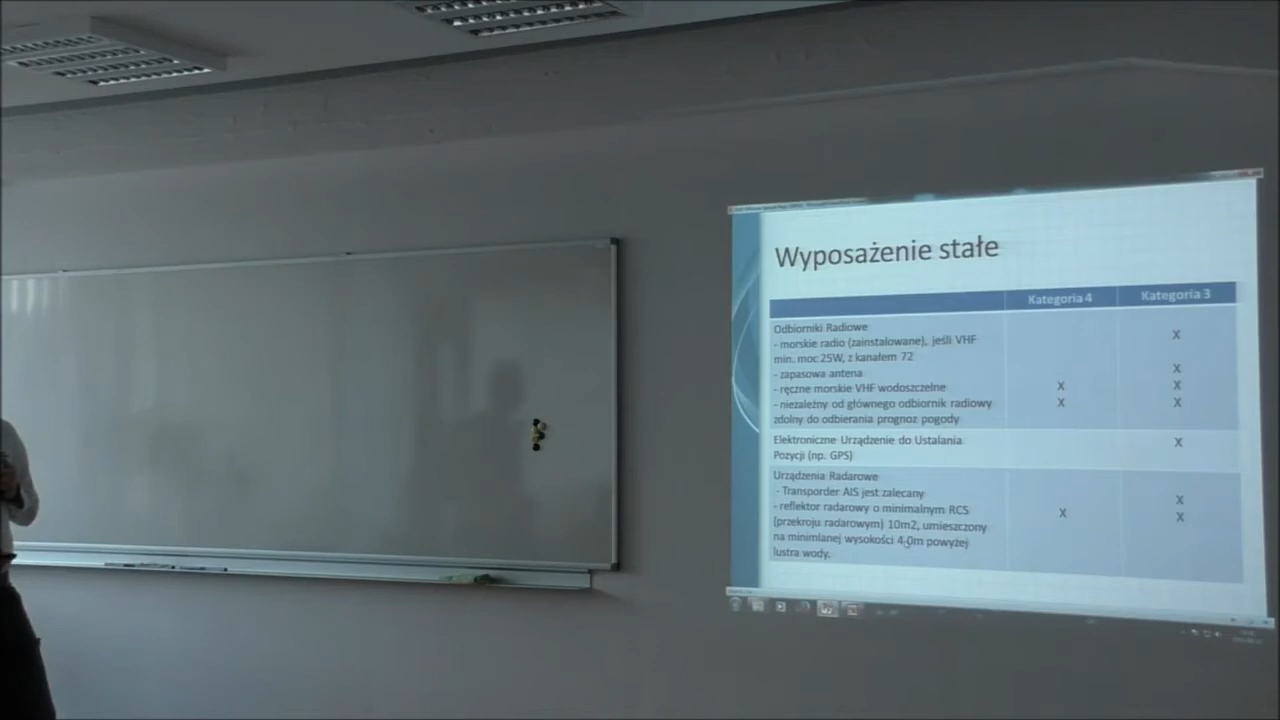 Wyposażenie stałe
Kategoria 4 Kategoria 3
Odbiorniki Radiowe
- morskie radio (zainstalowane), jeśli VHF X
min. moc 25W, z kanałem 72
- zapasowa antena X
- ręczne morskie VHF wodoszczelne X X
- niezależny od głównego odbiornik radiowy X X
zdolny do odbierania prognoz pogody
Elektroniczne Urządzenie do Ustalania X
Pozycji (np. GPS)
Urządzenia Radarowe
- Transporder AIS jest zalecany X
- reflektor radarowy o minimalnym RCS X X
(przekroju radarowym) 10m2, umieszczony
na minimlanej wysokości 4.0m powyżej
lustra wody.